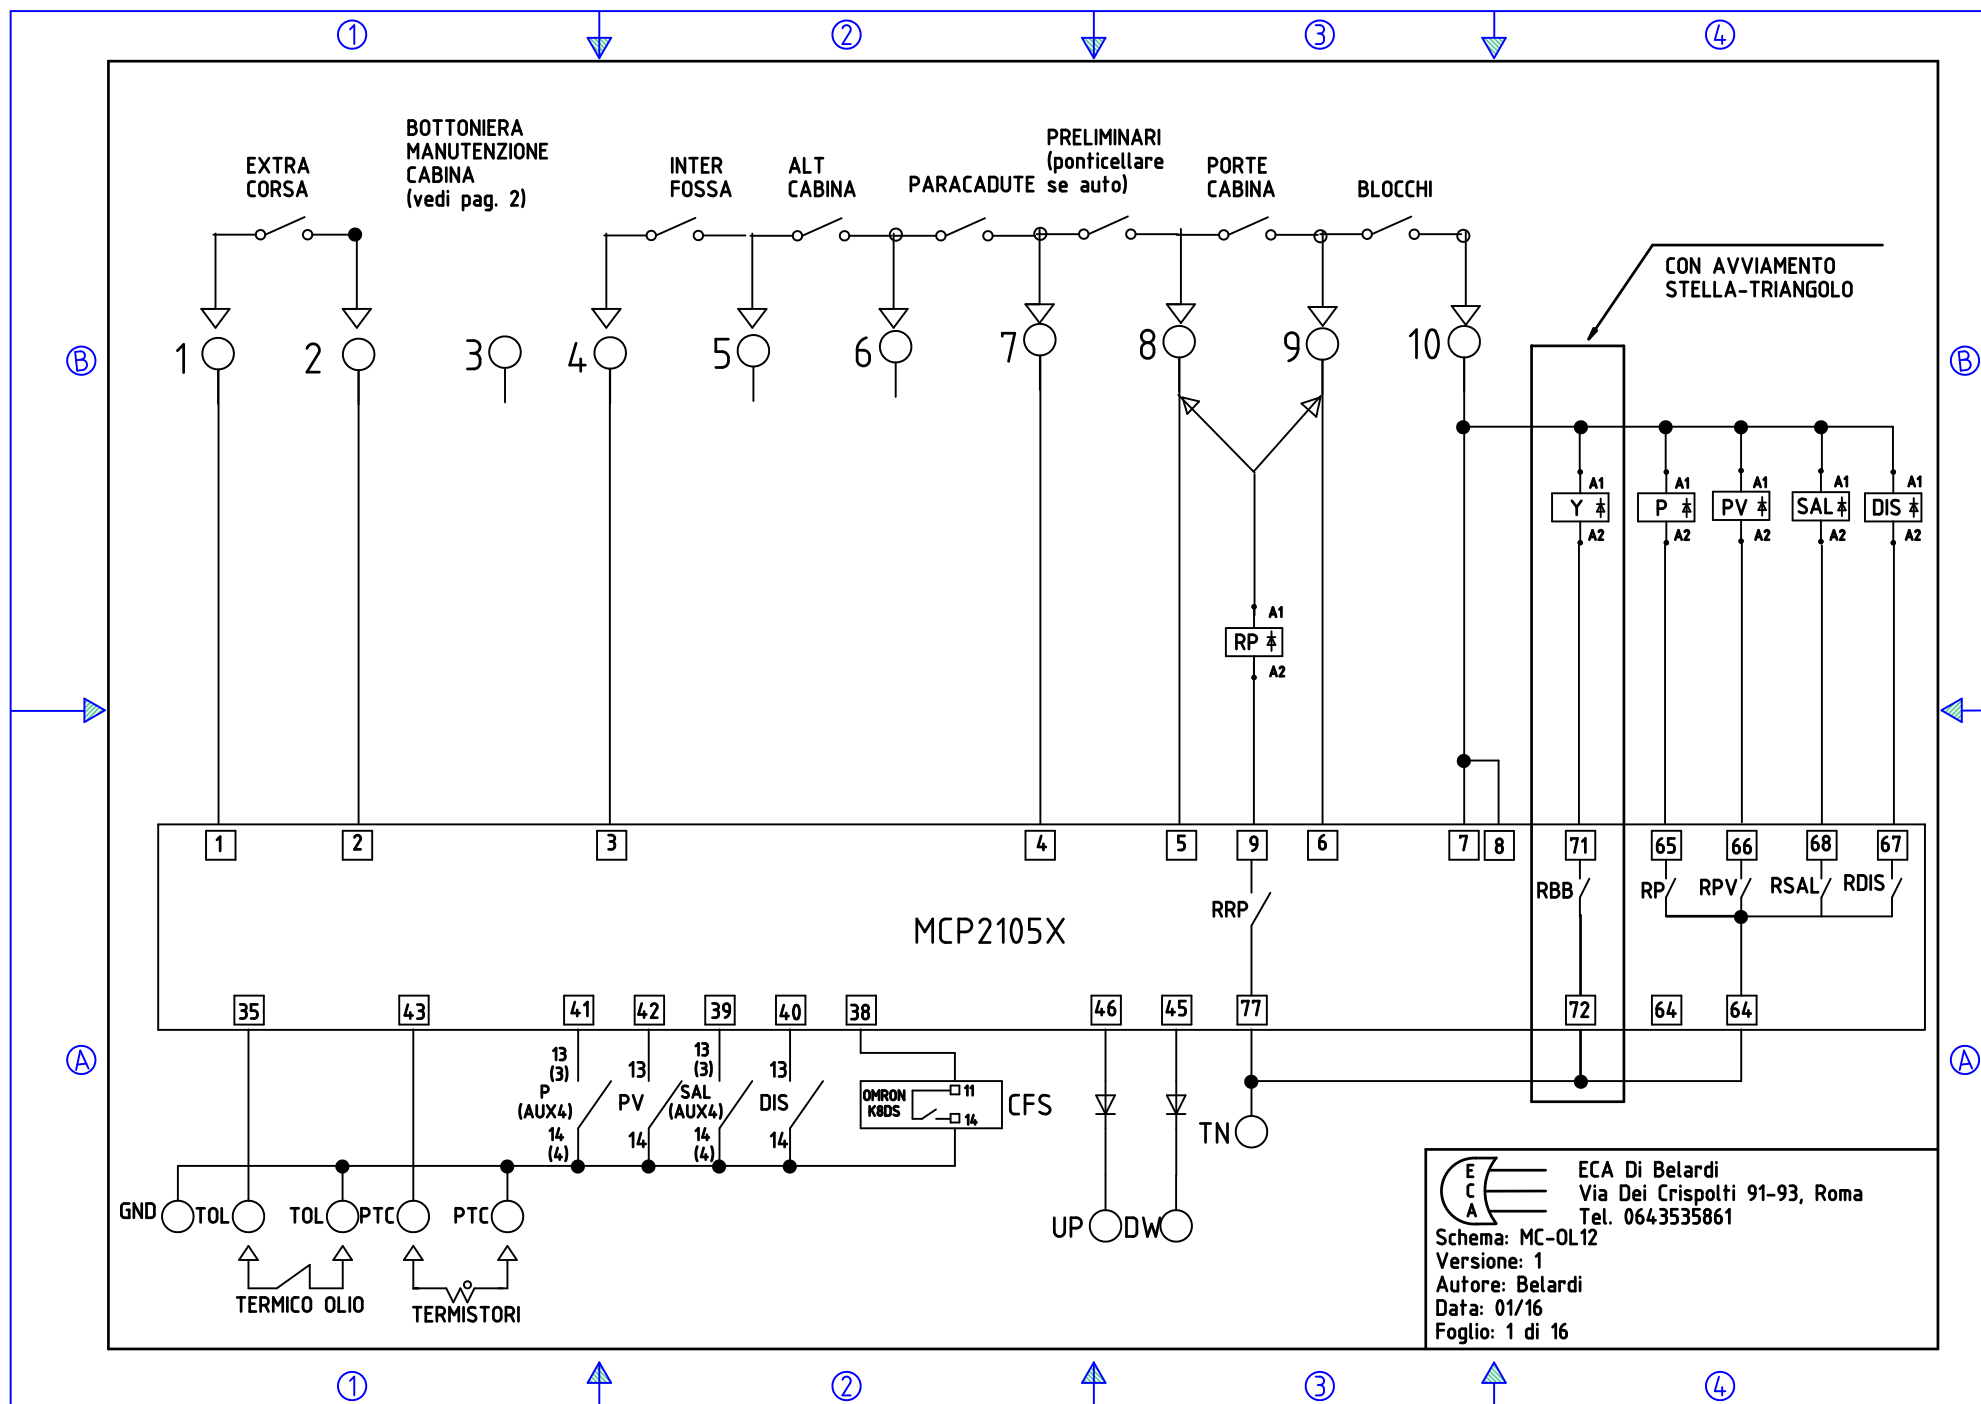 1
2
3
4
EXTRA
CORSA
BOTTONIERA
MANUTENZIONE
CABINA
(vedi pag. 2)
INTER
FOSSA
ALT
CABINA
PARACADUTE
PRELIMINARI
(ponticellare
se auto)
PORTE
CABINA
BLOCCHI
CON AVVIAMENTO
STELLA-TRIANGOLO
B
B
1
2
3
4
5
6
7
8
9
10
A1
A1
A1
A1
A1
Y
P
PV
SAL
DIS
A2
A2
A2
A2
A2
A1
RP
A2
1
2
3
4
5
9
6
7
8
71
65
66
68
67
RRP
RBB
RP
RPV
RSAL
RDIS
MCP2105X
35
43
41
42
39
40
38
46
45
77
72
64
64
A
A
13
(3)
P
(AUX4)
14
(4)
13
PV
14
13
(3)
SAL
(AUX4)
14
(4)
13
DIS
14
OMRON
K8DS
11
14
CFS
TN
GND
TOL
TOL
PTC
PTC
UP
DW
TERMICO OLIO
TERMISTORI
E
C
A
ECA Di Belardi
Via Dei Crispolti 91-93, Roma
Tel. 0643535861
Schema: MC-OL12
Versione: 1
Autore: Belardi
Data: 01/16
Foglio: 1 di 16
1
2
3
4